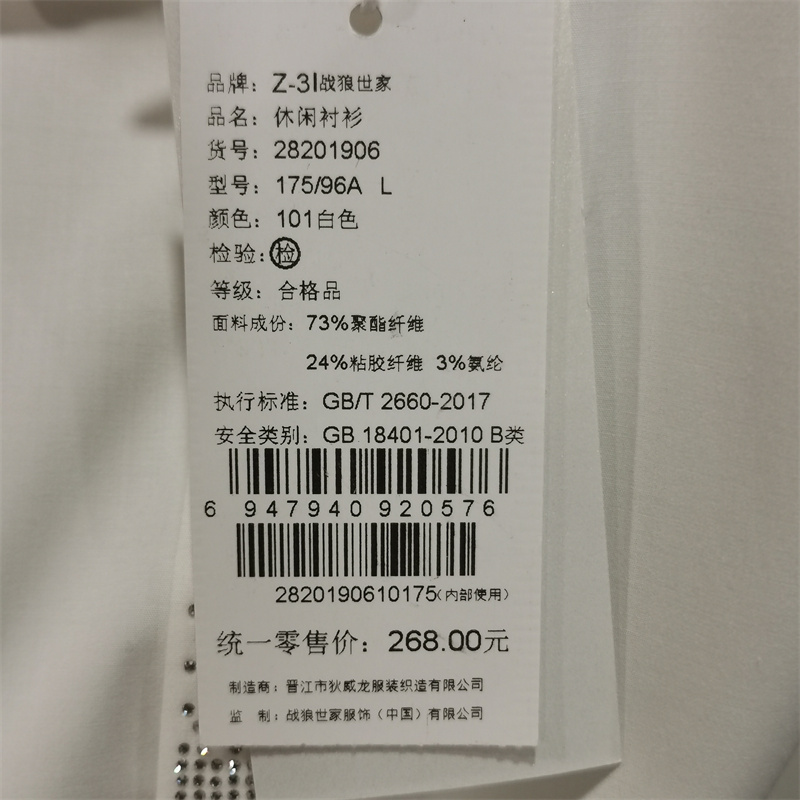 品牌：Z-3I战狼世家
品名：休闲衬衫
货号：28201906
型号：175/96A L
颜色：101白色
检验：检
等级：合格品
面料成份：73%聚酯纤维
24%粘胶纤维 3%氨纶
执行标准：GB/T 2660-2017
安全类别：GB 18401-2010 B类
6 947940 920576
2820190610175(内部使用)
统一零售价：268.00元
制造商：晋江市狄威龙服装织造有限公司
监 制：战狼世家服饰（中国）有限公司